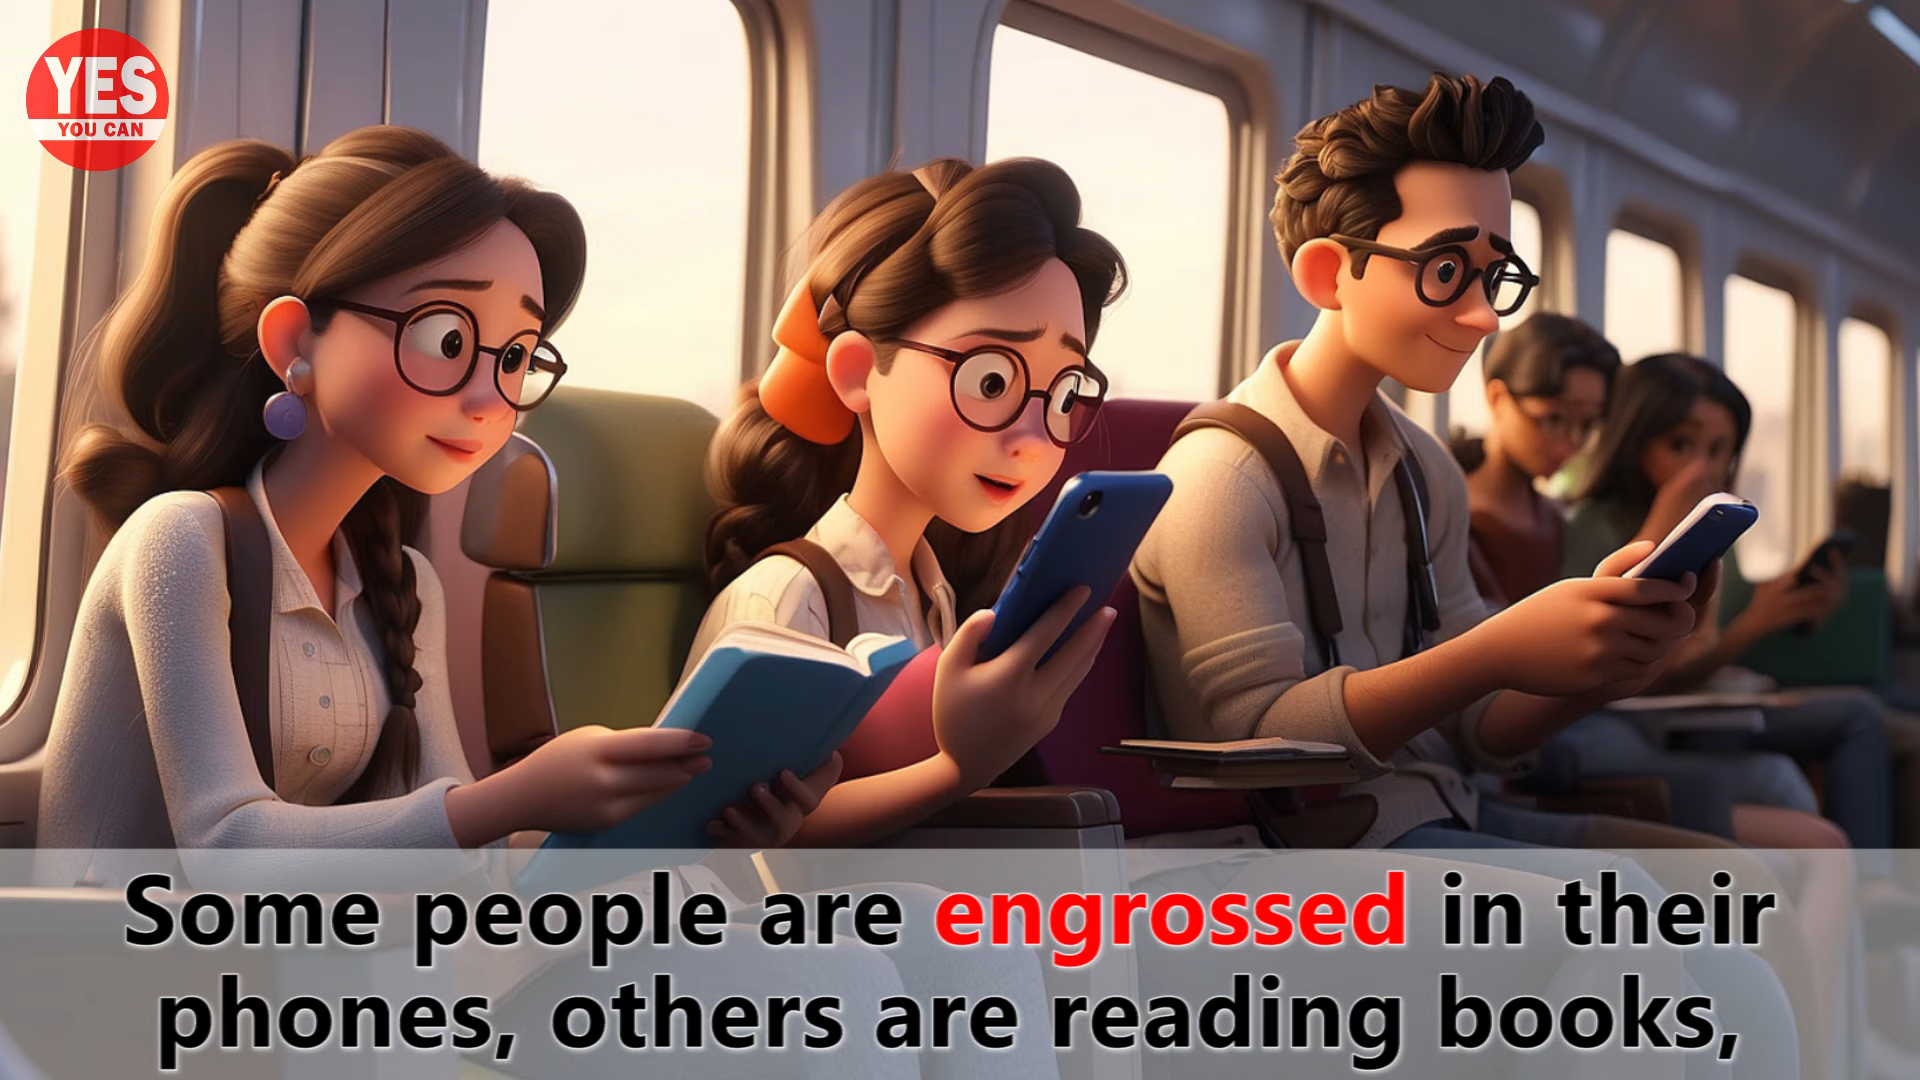 YES
YOU CAN
Some people are engrossed in their
phones, others are reading books,